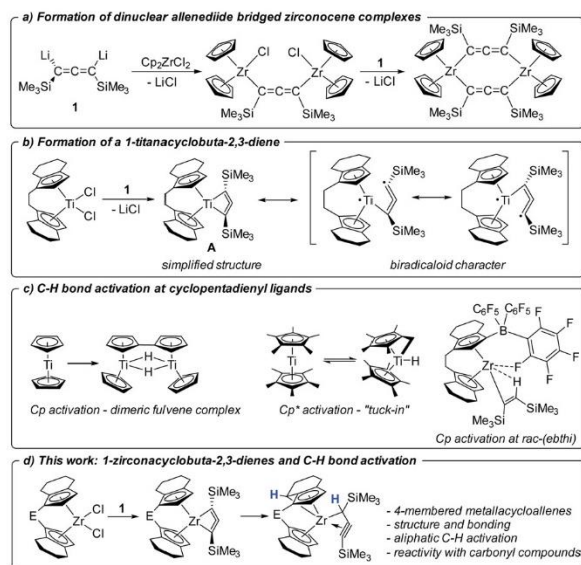 a) Formation of dinuclear allenediide bridged zirconocene complexes
Li Li
C=C=C
Me3Si SiMe3
1
Cp2ZrCl2
- LiCl
Cl Cl
Zr Zr
C=C=C
Me3Si SiMe3
1
- LiCl
Me3Si SiMe3
C=C=C
Zr Zr
C=C=C
Me3Si SiMe3
b) Formation of a 1-titanacyclobuta-2,3-diene
Ti
Cl
Cl
1
- LiCl
SiMe3
Ti
SiMe3
A
simplified structure
SiMe3
Ti
SiMe3
SiMe3
Ti
SiMe3
biradicaloid character
c) C-H bond activation at cyclopentadienyl ligands
Ti
H
Ti Ti
H
Cp activation - dimeric fulvene complex
Ti
Ti-H
Cp* activation - "tuck-in"
C6F5 C6F5
B
F
F
F
F
F
Zr
H
Me3Si SiMe3
Cp activation at rac-(ebthi)
d) This work: 1-zirconacyclobuta-2,3-dienes and C-H bond activation
E
Zr
Cl
Cl
1
SiMe3
E
Zr
SiMe3
H
H SiMe3
E
Zr
SiMe3
- 4-membered metallacycloallenes
- structure and bonding
- aliphatic C-H activation
- reactivity with carbonyl compounds